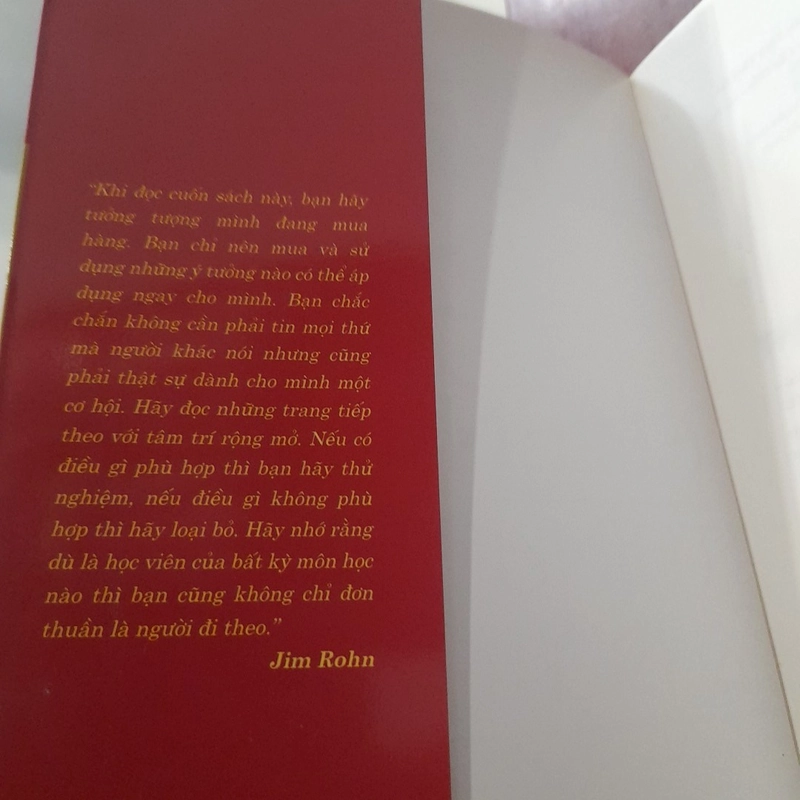 “Khi đọc cuốn sách này, bạn hãy
tưởng tượng mình đang mua
hàng. Bạn chỉ nên mua và sử
dụng những ý tưởng nào có thể áp
dụng ngay cho mình. Bạn chắc
chắn không cần phải tin mọi thứ
mà người khác nói nhưng cũng
phải thật sự dành cho mình một
cơ hội. Hãy đọc những trang tiếp
theo với tâm trí rộng mở. Nếu có
điều gì phù hợp thì bạn hãy thử
nghiệm, nếu điều gì không phù
hợp thì hãy loại bỏ. Hãy nhớ rằng
dù là học viên của bất kỳ môn học
nào thì bạn cũng không chỉ đơn
thuần là người đi theo.”
Jim Rohn